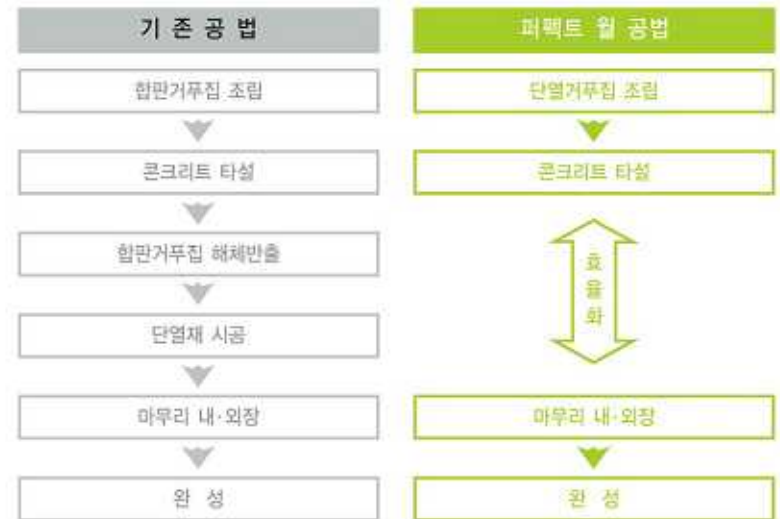 기 존 공 법
합판거푸집 조립
콘크리트 타설
합판거푸집 해체반출
단열재 시공
마무리 내·외장
완 성
퍼펙트 월 공법
단열거푸집 조립
콘크리트 타설
효
율
화
마무리 내·외장
완 성